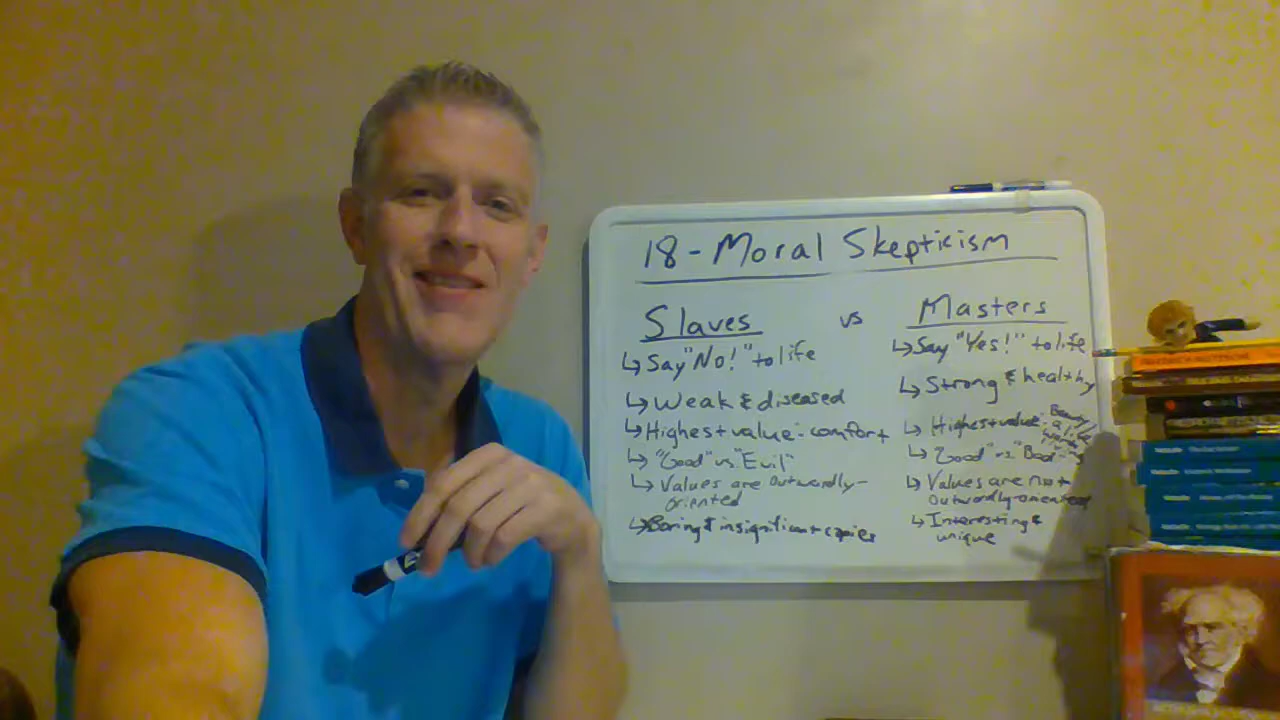 18 - Moral Skepticism
Slaves vs Masters
↳ Say "No!" to life
↳ Weak & diseased
↳ Highest value: comfort
↳ "Good" vs. "Evil"
↳ Values are Outwardly-
oriented
↳ Boring & insignificant copies
↳ Say "Yes!" to life
↳ Strong & healthy
↳ Highest value: Beauty/
a life
↳ "Good" vs. "Bad"
↳ Values are not
Outwardly-oriented
↳ Interesting &
unique